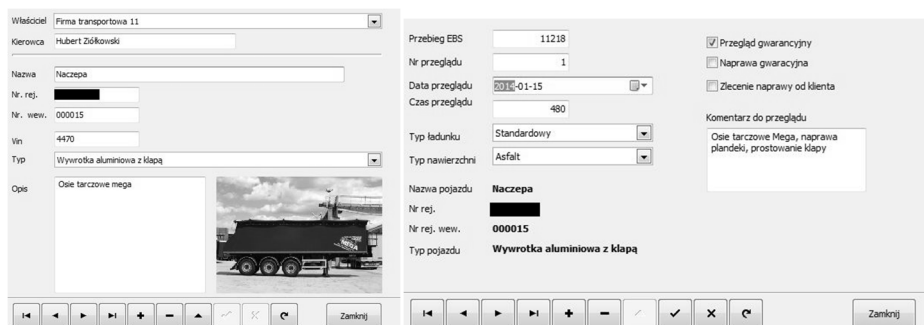 Właściciel Firma transportowa 11
Kierowca Hubert Ziółkowski
Nazwa Naczepa
Nr. rej.
Nr. wew. 000015
Vin 4470
Typ Wywrotka aluminiowa z klapą
Opis Osie tarczowe mega
MEGA
Zamknij
Przebieg EBS 11218
Nr przeglądu 1
Data przeglądu 2014-01-15
Czas przeglądu 480
Typ ładunku Standardowy
Typ nawierzchni Asfalt
Nazwa pojazdu Naczepa
Nr rej.
Nr rej. wew. 000015
Typ pojazdu Wywrotka aluminiowa z klapą
Przegląd gwarancyjny
Naprawa gwaracyjna
Zlecenie naprawy od klienta
Komentarz do przeglądu
Osie tarczowe Mega, naprawa
plandeki, prostowanie klapy
Zamknij